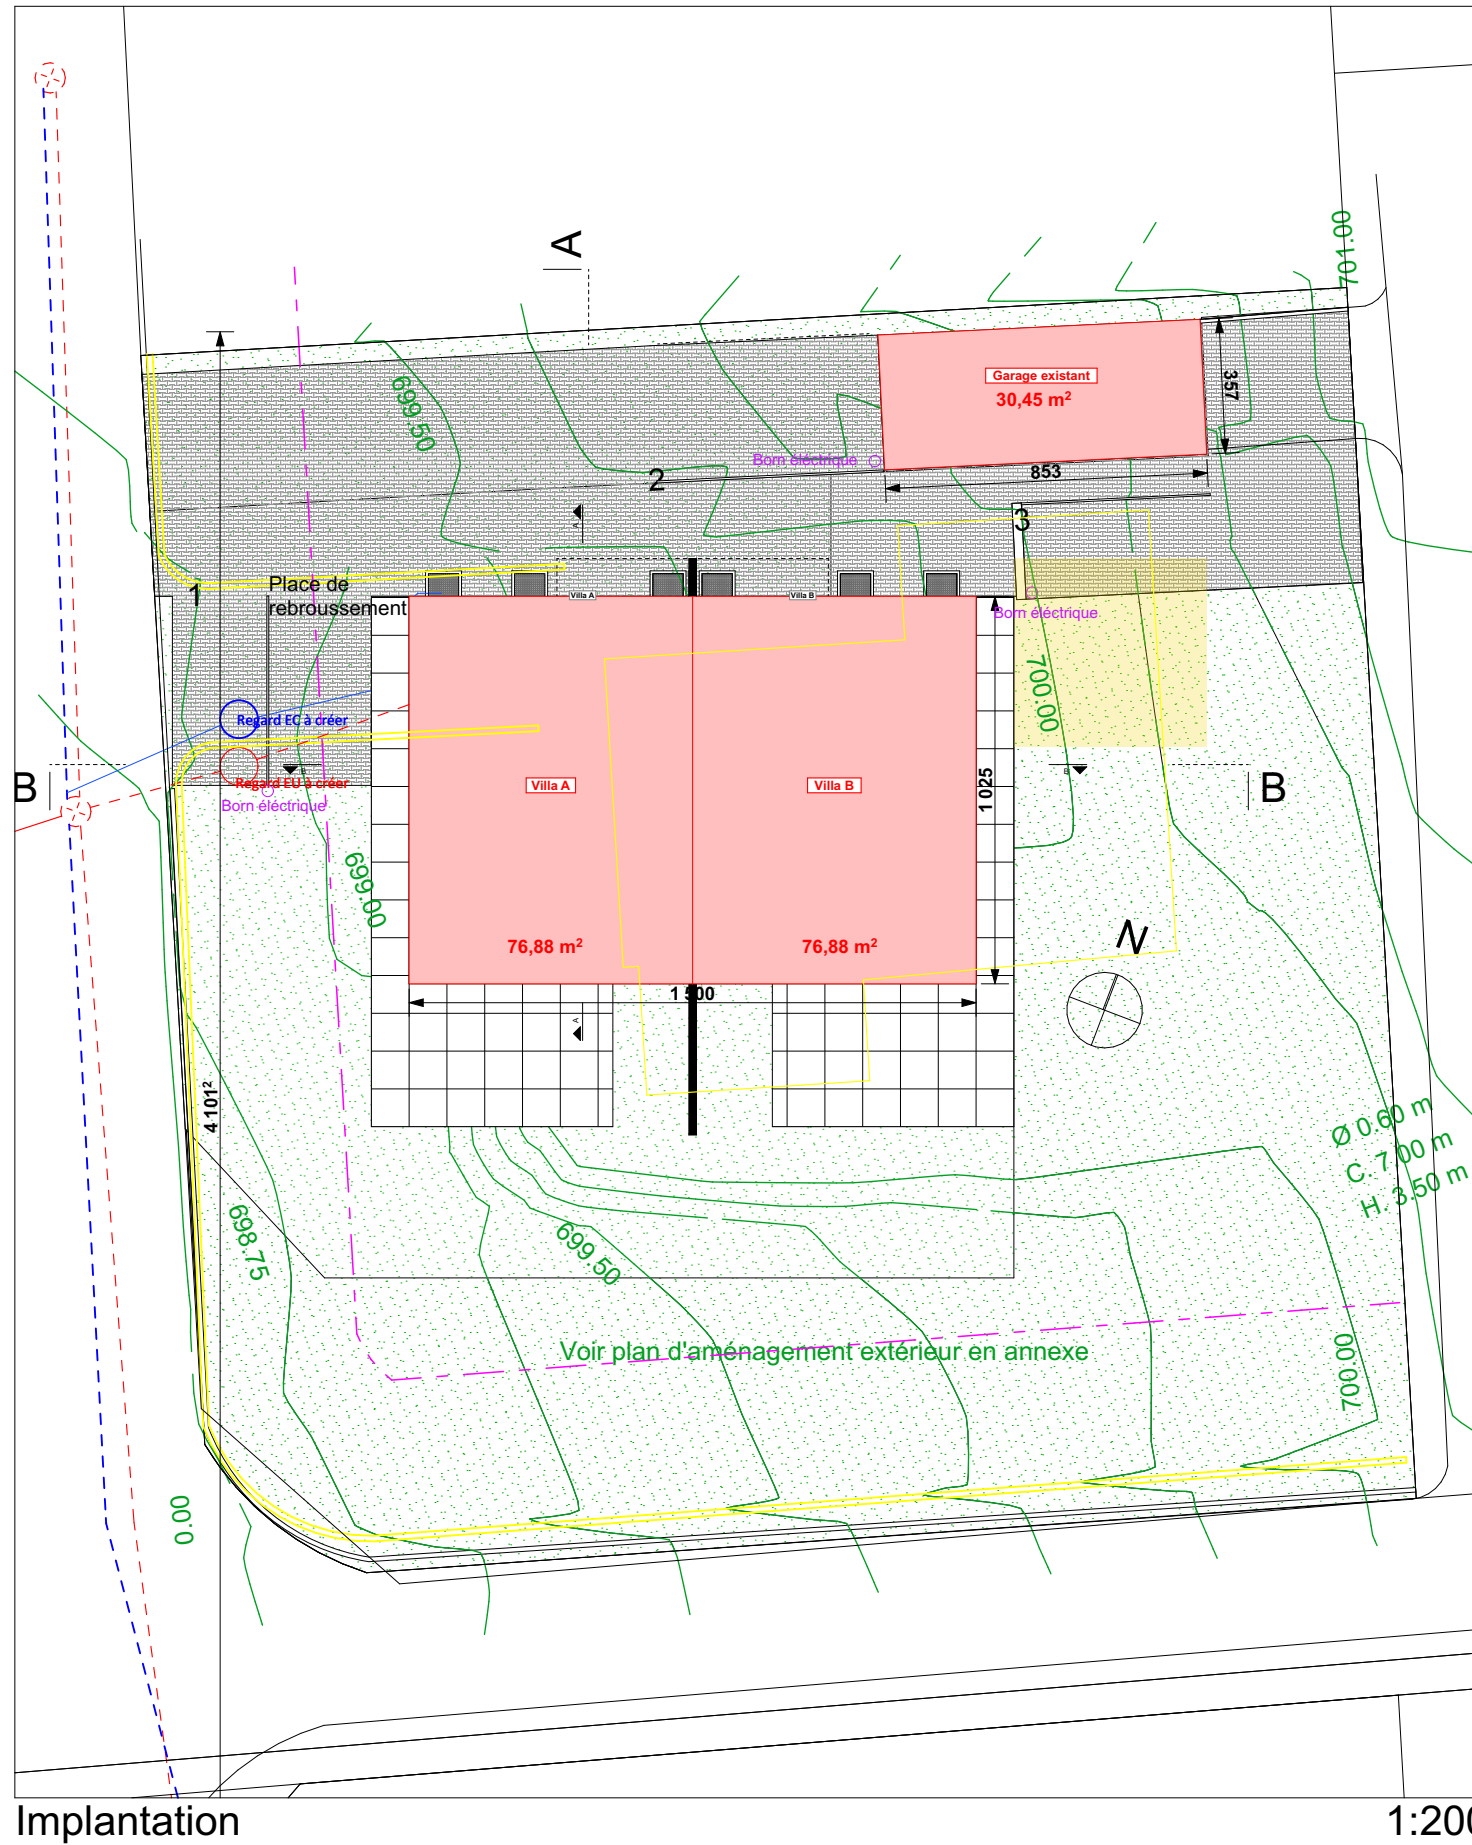 A
701.00
Garage existant
30,45 m²
357
699.50
Born éléctrique
2
853
3
Place de
rebroussement
1
Villa A
Villa B
Born éléctrique
A
700.00
Regard EC à créer
B
B
B
B
Regard EU à créer
Born éléctrique
Villa A
Villa B
1 025
699.00
76,88 m²
76,88 m²
N
1 500
A
4 101²
Ø 0.60 m
C. 7.00 m
H. 3.50 m
698.75
699.50
Voir plan d'aménagement extérieur en annexe
700.00
0.00
Implantation
1:200